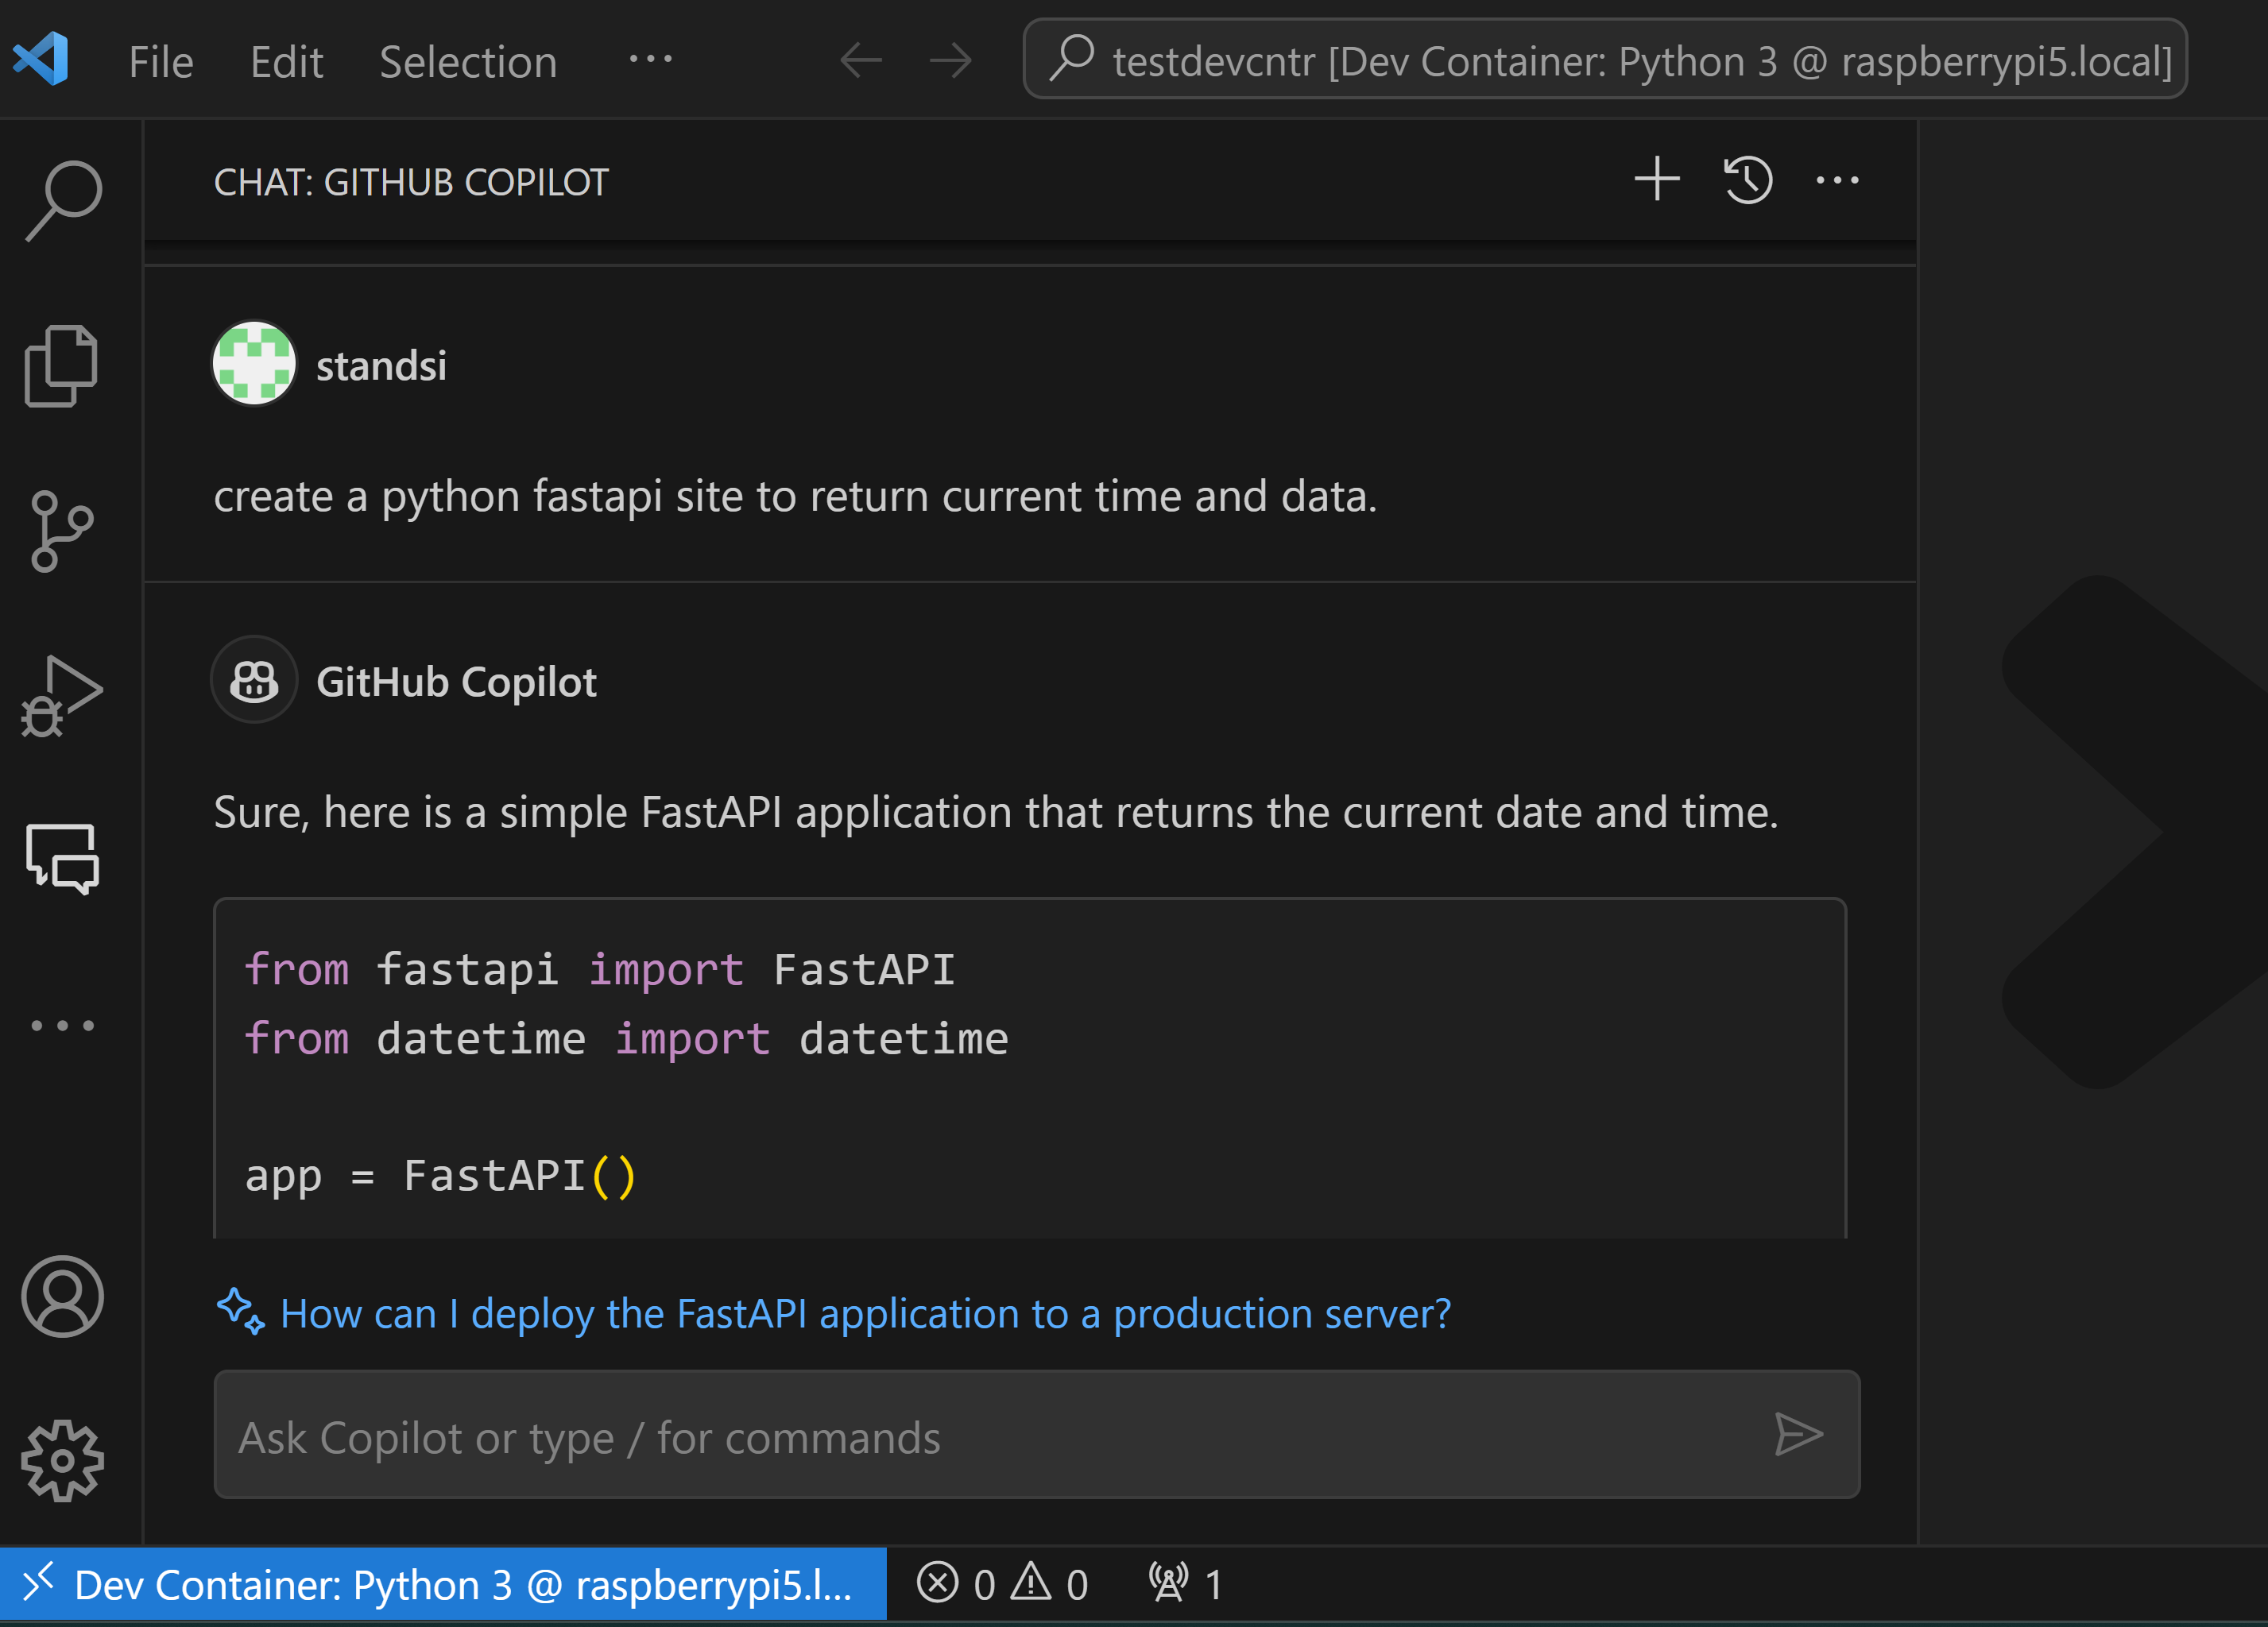 File Edit Selection ··· testdevcntr [Dev Container: Python 3 @ raspberrypi5.local]
CHAT: GITHUB COPILOT
standsi
create a python fastapi site to return current time and data.
GitHub Copilot
Sure, here is a simple FastAPI application that returns the current date and time.
from fastapi import FastAPI
from datetime import datetime
app = FastAPI()
How can I deploy the FastAPI application to a production server?
Ask Copilot or type / for commands
Dev Container: Python 3 @ raspberrypi5.l... 0 0 1